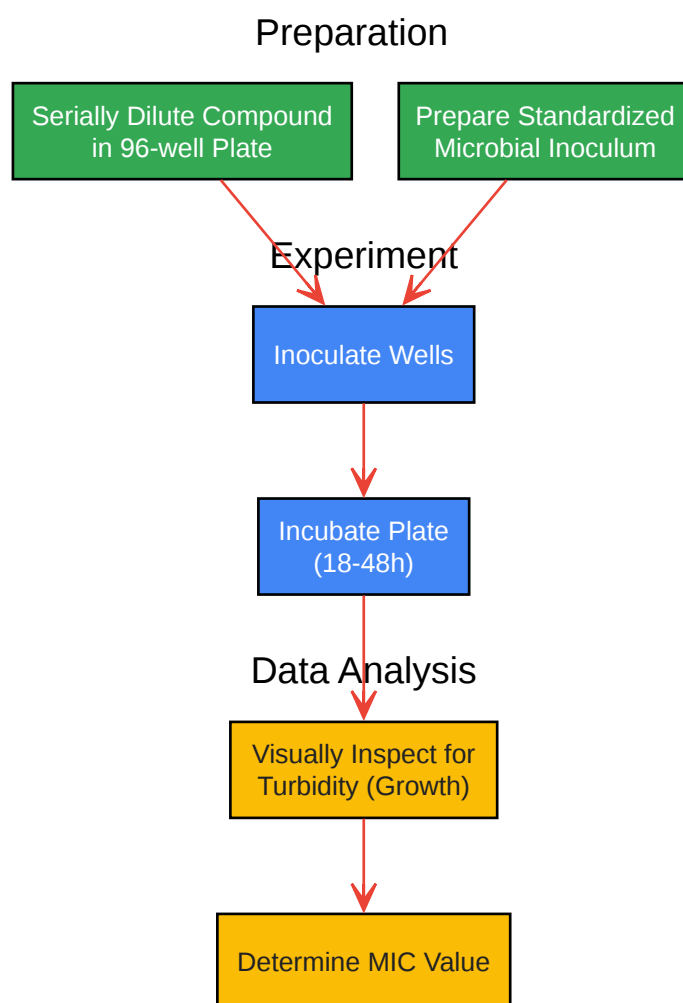 Preparation
Serially Dilute Compound
in 96-well Plate
Prepare Standardized
Microbial Inoculum
Experiment
Inoculate Wells
Incubate Plate
(18-48h)
Data Analysis
Visually Inspect for
Turbidity (Growth)
Determine MIC Value